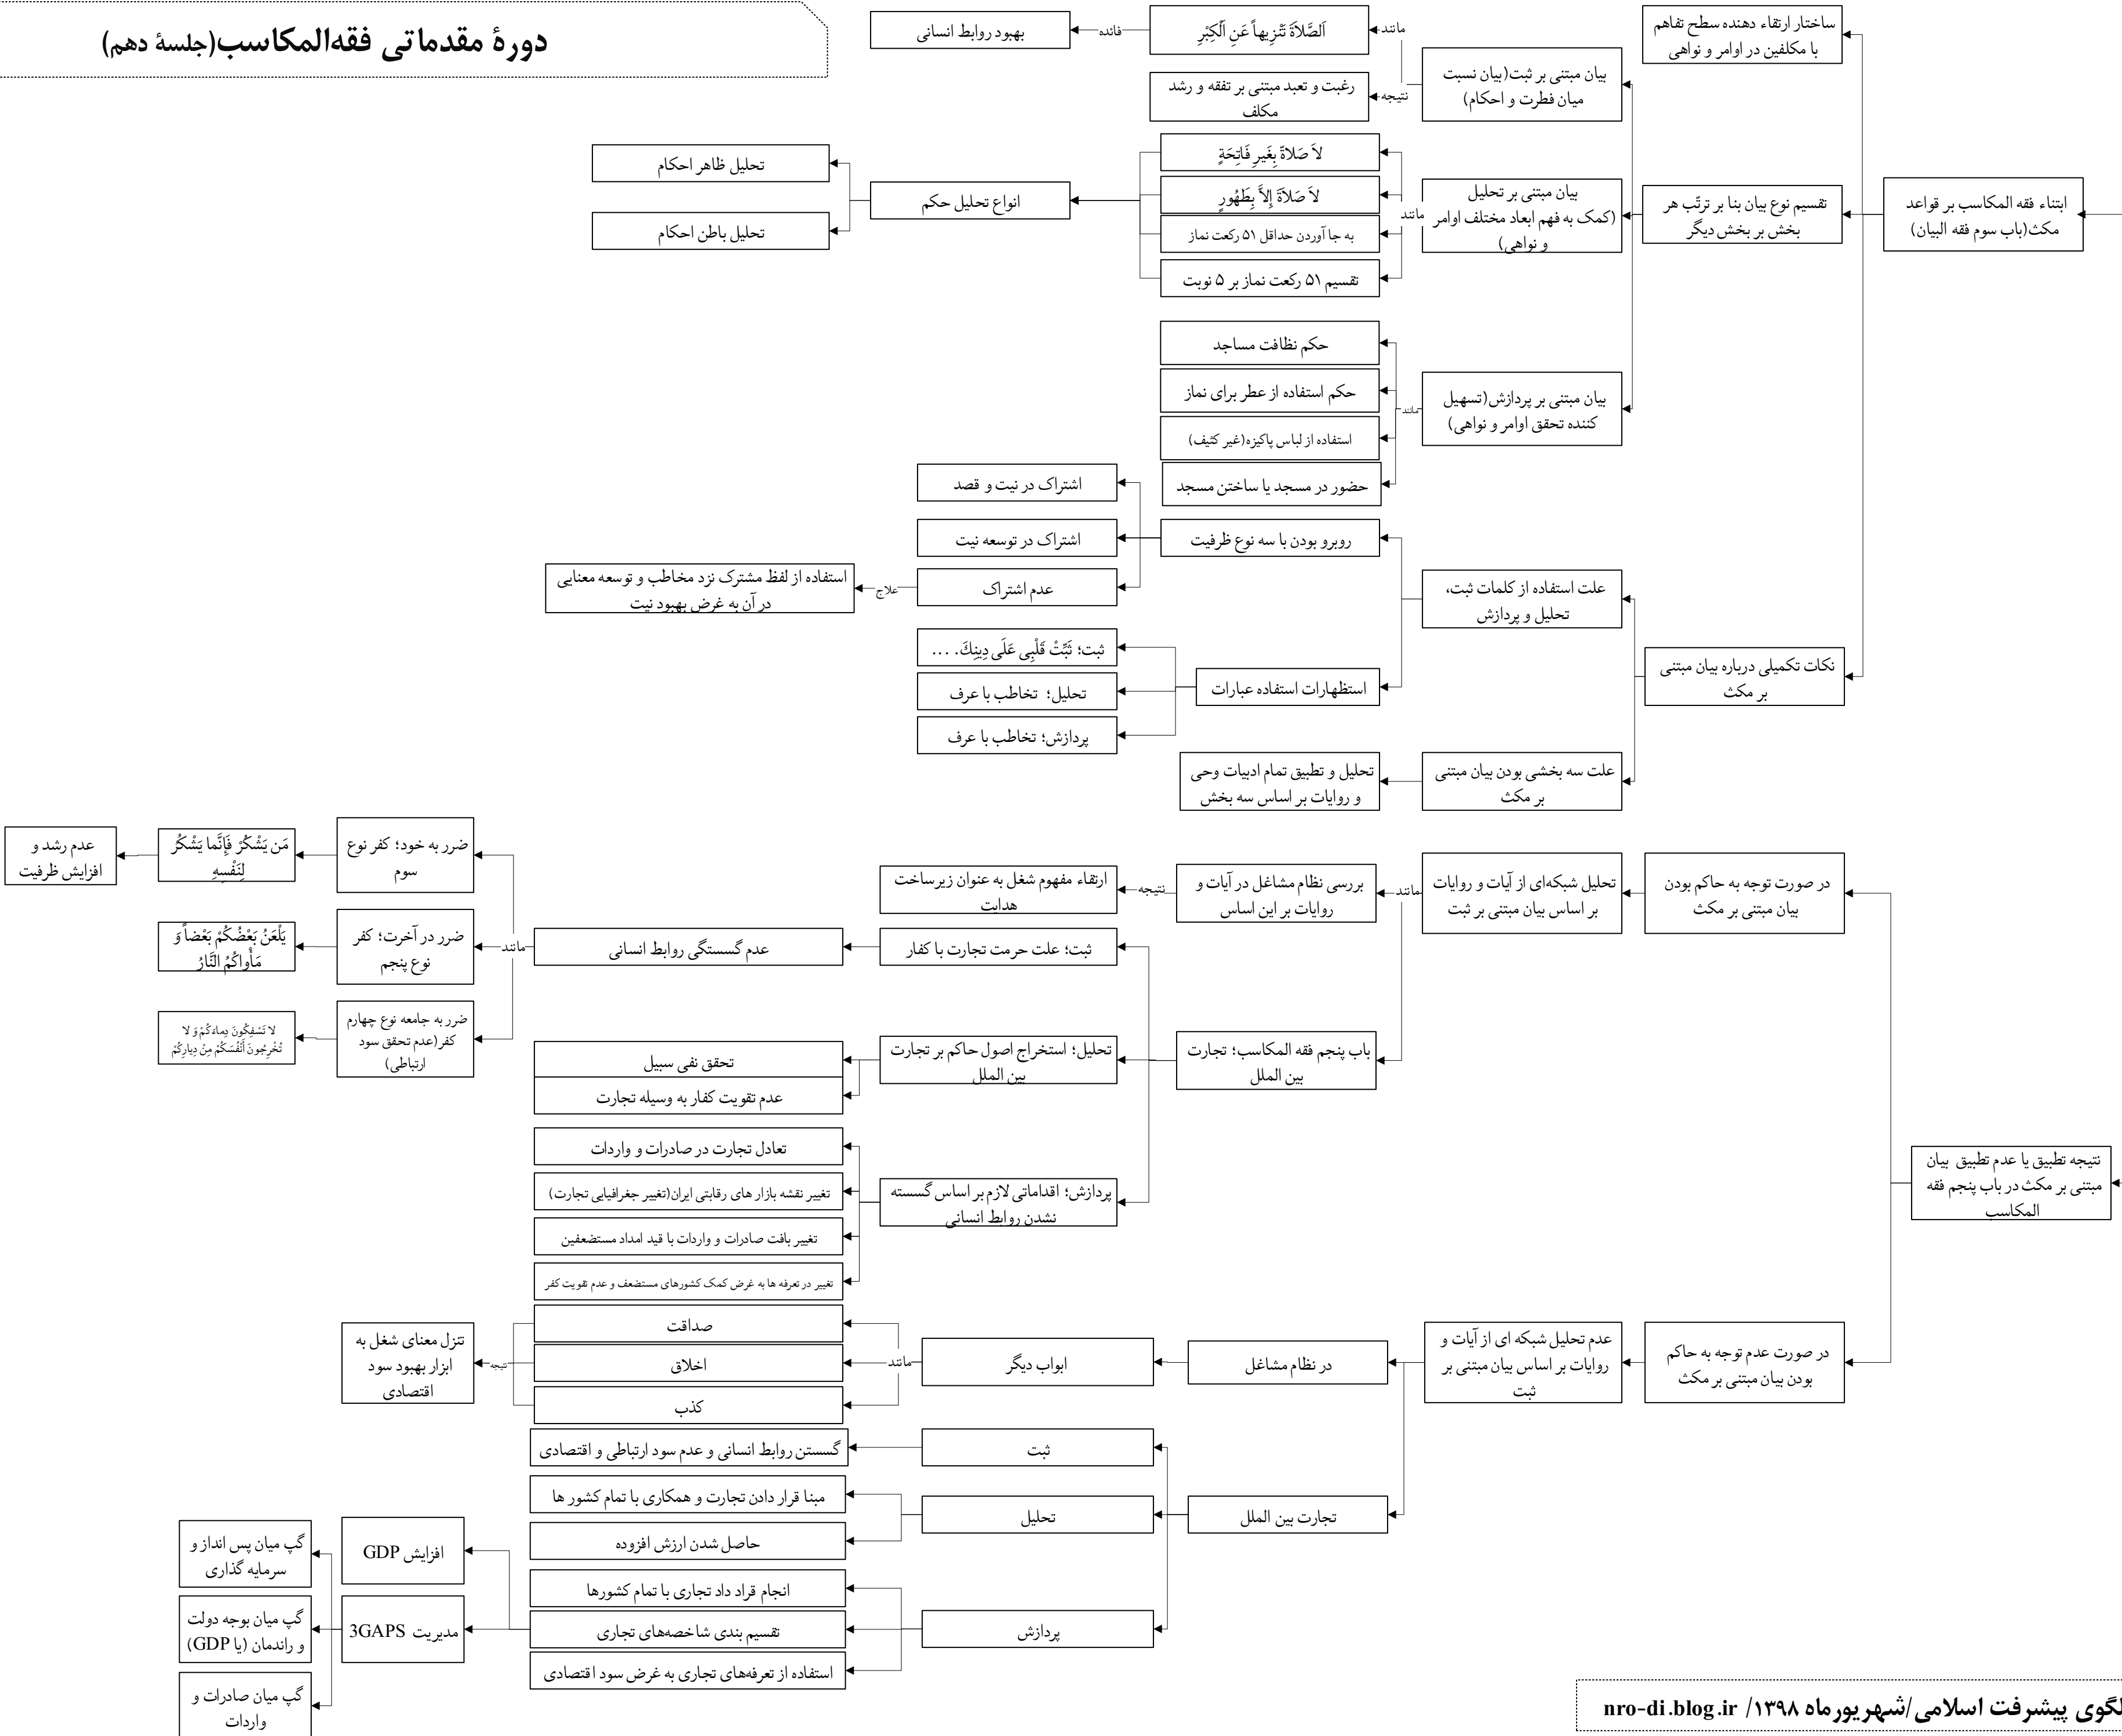 دورهٔ مقدماتی فقه‌المکاسب(جلسهٔ دهم)
ابتناء فقه المکاسب بر قواعد
مکث(باب سوم فقه البیان)
ساختار ارتقاء دهنده سطح تفاهم
با مکلفین در اوامر و نواهی
تقسیم نوع بیان بنا بر ترتّب هر
بخش بر بخش دیگر
بیان مبتنی بر ثبت(بیان نسبت
میان فطرت و احکام)
مانند
اَلصَّلاَةَ تَنْزِيهاً عَنِ اَلْكِبْرِ
فائده
بهبود روابط انسانی
نتیجه
رغبت و تعبد مبتنی بر تفقه و رشد
مکلف
بیان مبتنی بر تحلیل
(کمک به فهم ابعاد مختلف اوامر
و نواهی)
مانند
لاَ صَلاةَ بِغَيرِ فَاتِحَةٍ
لاَ صَلاَةَ إِلاَّ بِطَهُورٍ
به جا آوردن حداقل ۵۱ رکعت نماز
تقسیم ۵۱ رکعت نماز بر ۵ نوبت
انواع تحلیل حکم
تحلیل ظاهر احکام
تحلیل باطن احکام
بیان مبتنی بر پردازش(تسهیل
کننده تحقق اوامر و نواهی)
مانند
حکم نظافت مساجد
حکم استفاده از عطر برای نماز
استفاده از لباس پاکیزه(غیر کثیف)
حضور در مسجد یا ساختن مسجد
نکات تکمیلی درباره بیان مبتنی
بر مکث
علت استفاده از کلمات ثبت،
تحلیل و پردازش
روبرو بودن با سه نوع ظرفیت
اشتراک در نیت و قصد
اشتراک در توسعه نیت
عدم اشتراک
علاج
استفاده از لفظ مشترک نزد مخاطب و توسعه معنایی
در آن به غرض بهبود نیت
استظهارات استفاده عبارات
ثبت؛ ثَبِّتْ قَلْبِی عَلَی دِینِكَ. ...
تحلیل؛ تخاطب با عرف
پردازش؛ تخاطب با عرف
علت سه بخشی بودن بیان مبتنی
بر مکث
تحلیل و تطبیق تمام ادبیات وحی
و روایات بر اساس سه بخش
نتیجه تطبیق یا عدم تطبیق بیان
مبتنی بر مکث در باب پنجم فقه
المکاسب
در صورت توجه به حاکم بودن
بیان مبتنی بر مکث
تحلیل شبکه‌ای از آیات و روایات
بر اساس بیان مبتنی بر ثبت
مانند
بررسی نظام مشاغل در آیات و
روایات بر این اساس
نتیجه
ارتقاء مفهوم شغل به عنوان زیرساخت
هدایت
باب پنجم فقه المکاسب؛ تجارت
بین الملل
ثبت؛ علت حرمت تجارت با کفار
عدم گسستگی روابط انسانی
مانند
ضرر به خود؛ کفر نوع
سوم
مَن یَشْکُرْ فَإِنَّما یَشْکُرُ
لِنَفْسِهِ
عدم رشد و
افزایش ظرفیت
ضرر در آخرت؛ کفر
نوع پنجم
یَلْعَنُ بَعْضُکُمْ بَعْضاً وَ
مَأْواکُمُ النَّارُ
ضرر به جامعه نوع چهارم
کفر(عدم تحقق سود
ارتباطی)
لا تَسْفِکُونَ دِماءَکُمْ وَ لا
تُخْرِجُونَ أَنْفُسَکُمْ مِنْ دِیارِکُمْ
تحلیل؛ استخراج اصول حاکم بر تجارت
بین الملل
تحقق نفی سبیل
عدم تقویت کفار به وسیله تجارت
پردازش؛ اقداماتی لازم بر اساس گسسته
نشدن روابط انسانی
تعادل تجارت در صادرات و واردات
تغییر نقشه بازار های رقابتی ایران(تغییر جغرافیایی تجارت)
تغییر بافت صادرات و واردات با قید امداد مستضعفین
تغییر در تعرفه ها به غرض کمک کشورهای مستضعف و عدم تقویت کفر
در صورت عدم توجه به حاکم
بودن بیان مبتنی بر مکث
عدم تحلیل شبکه ای از آیات و
روایات بر اساس بیان مبتنی بر
ثبت
در نظام مشاغل
ابواب دیگر
مانند
صداقت
اخلاق
کذب
نتیجه
تنزل معنای شغل به
ابزار بهبود سود
اقتصادی
تجارت بین الملل
ثبت
گسستن روابط انسانی و عدم سود ارتباطی و اقتصادی
تحلیل
مبنا قرار دادن تجارت و همکاری با تمام کشور ها
حاصل شدن ارزش افزوده
پردازش
انجام قراد داد تجاری با تمام کشورها
تقسیم بندی شاخصه‌های تجاری
استفاده از تعرفه‌های تجاری به غرض سود اقتصادی
افزایش GDP
مدیریت 3GAPS
گپ میان پس انداز و
سرمایه گذاری
گپ میان بوجه دولت
و راندمان (یا GDP)
گپ میان صادرات و
واردات
لگوی پیشرفت اسلامی/شهریورماه ۱۳۹۸/ nro-di.blog.ir